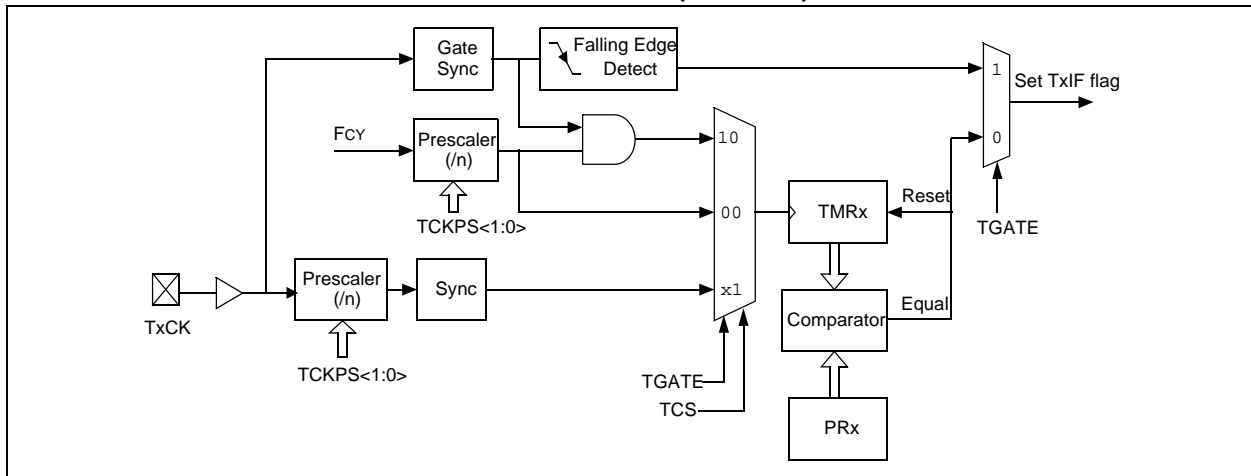 Gate
Sync
Falling Edge
Detect
1
Set TxIF flag
0
FCY
Prescaler
(/n)
10
TCKPS<1:0>
00
TMRx
Reset
TGATE
Prescaler
(/n)
Sync
x1
TxCK
TCKPS<1:0>
Comparator
Equal
TGATE
TCS
PRx